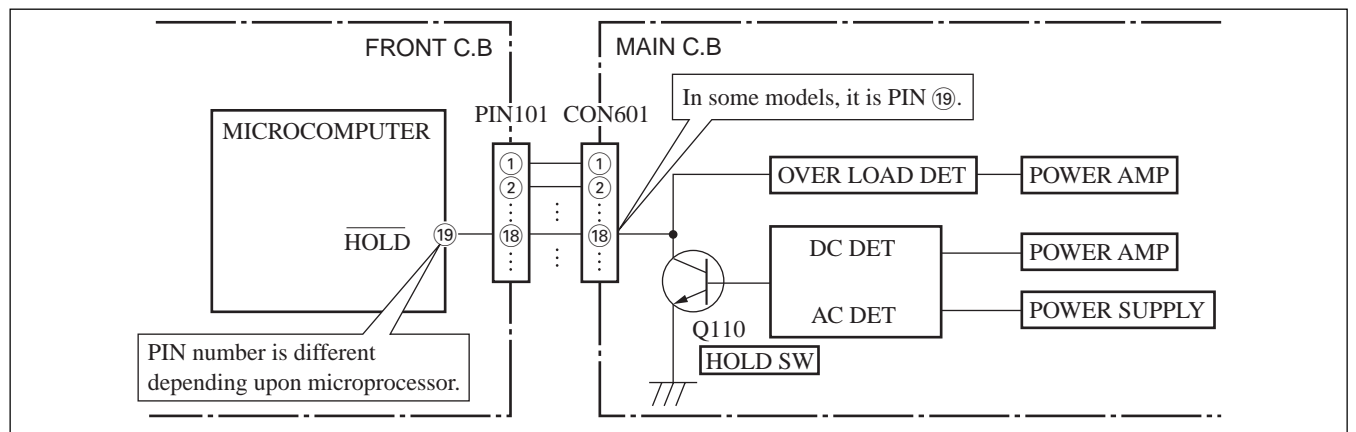 FRONT C.B
MAIN C.B
In some models, it is PIN ⑲.
PIN101 CON601
MICROCOMPUTER
① ①
② ②
⋮ ⋮ ⋮
HOLD ⑲ ⑱ ⑱
⋮ ⋮ ⋮
OVER LOAD DET
POWER AMP
DC DET
POWER AMP
AC DET
POWER SUPPLY
Q110
HOLD SW
PIN number is different
depending upon microprocessor.